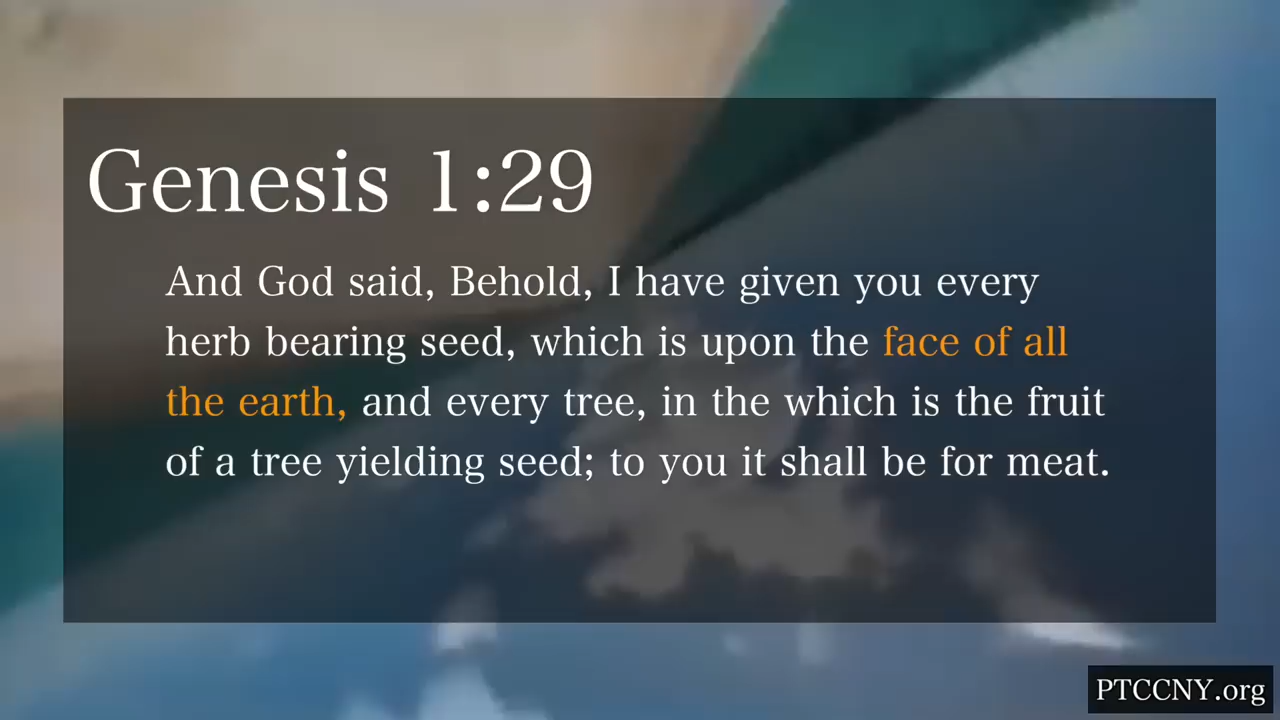 Genesis 1:29
And God said, Behold, I have given you every
herb bearing seed, which is upon the face of all
the earth, and every tree, in the which is the fruit
of a tree yielding seed; to you it shall be for meat.
PTCCNY.org